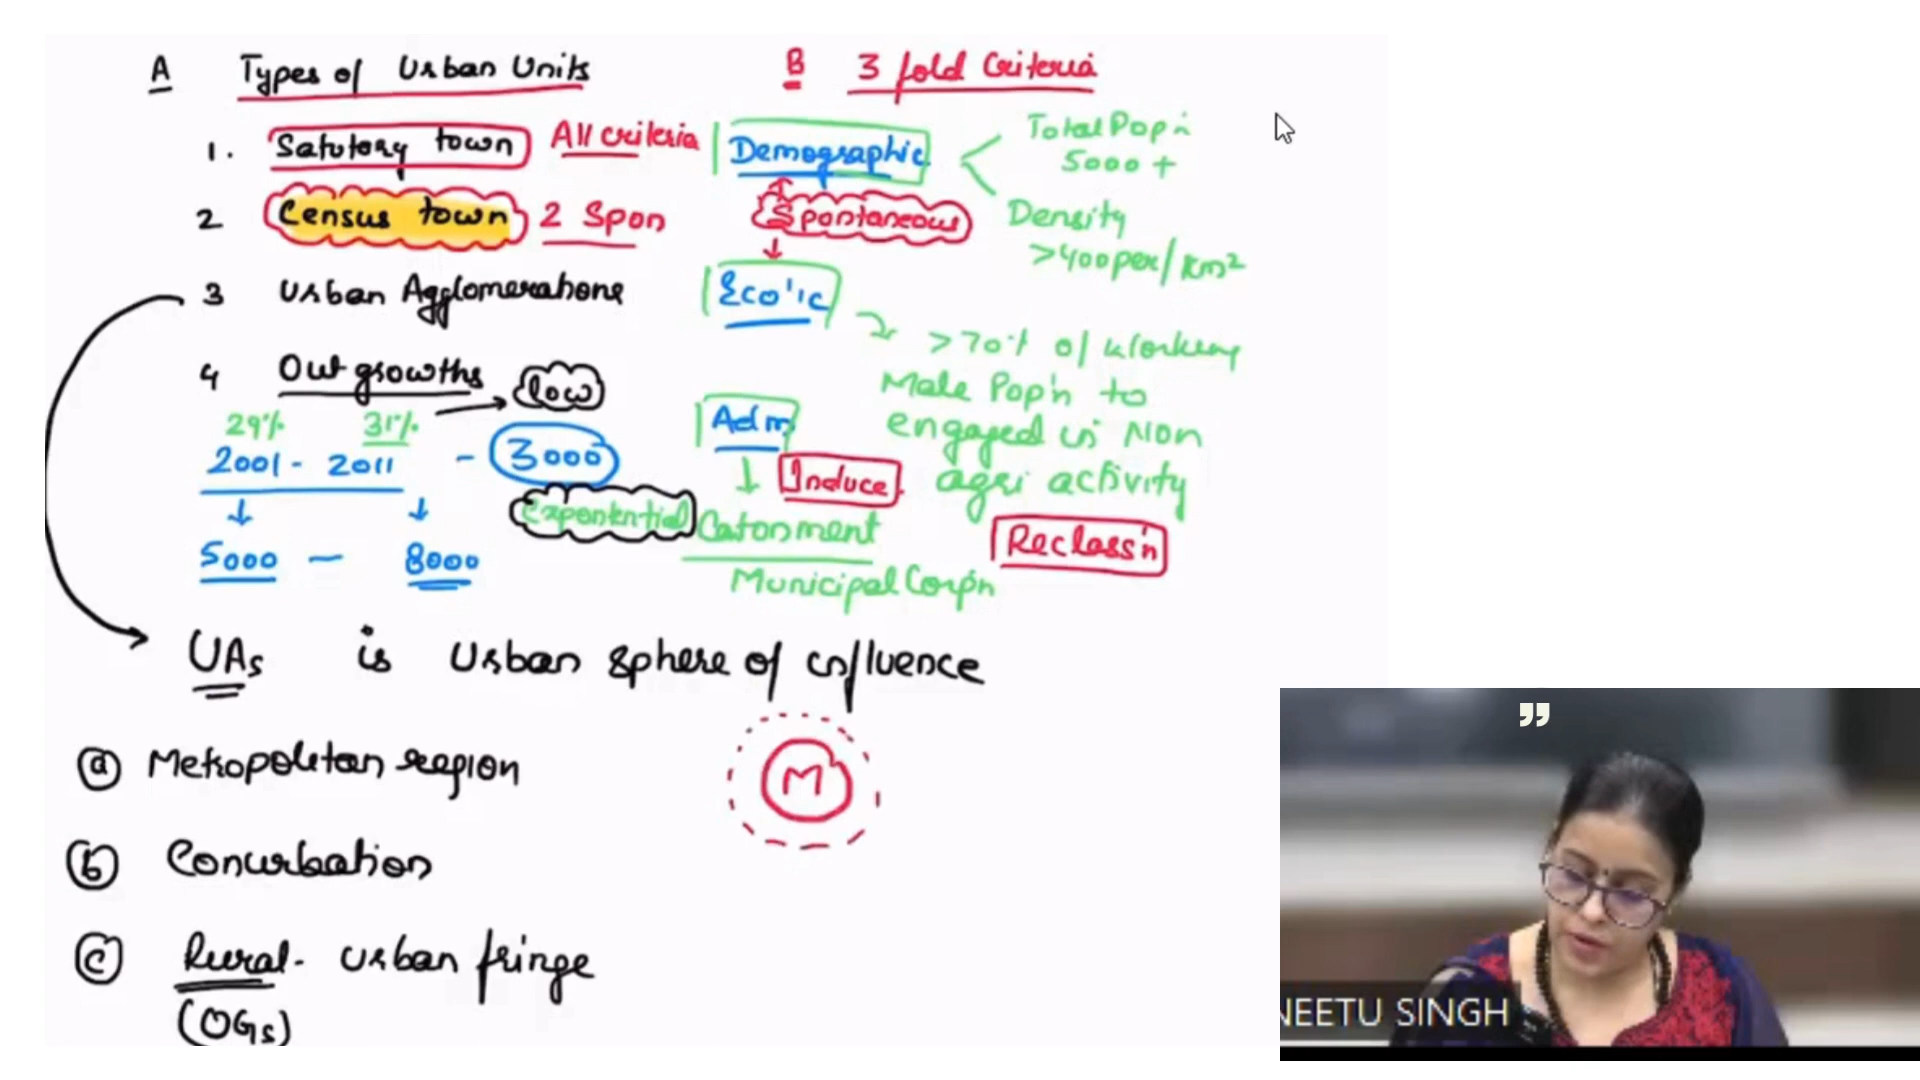 A Types of Urban Units
1. Satutory town All criteria
2 Census town 2 Spon
3 Urban Agglomerations
4 Outgrowths low
29% 31%
2001 - 2011 - 3000
Exponential
5000 - 8000
B 3 fold Criteria
Demographic
Total Pop'n
5000 +
Density
>400per/km2
Spontaneous
Eco'ic
>70% of working
Male Pop'n to
engaged in Non
agri activity
Adm
Induce
Catonment
Municipal Corp'n
Reclass'n
UAs is Urban sphere of influence
a Metropolitan region
M
b Conurbation
c Rural-urban fringe
(OGs)
NEETU SINGH